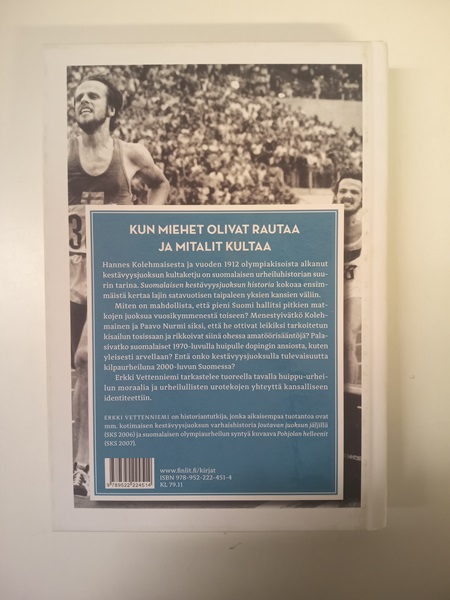 3
KUN MIEHET OLIVAT RAUTAA
JA MITALIT KULTAA
Hannes Kolehmaisesta ja vuoden 1912 olympiakisoista alkanut
kestävyysjuoksun kultaketju on suomalaisen urheiluhistorian suu-
rin tarina. Suomalaisen kestävyysjuoksun historia kokoaa ensim-
mäistä kertaa lajin satavuotisen taipaleen yksien kansien väliin.
Miten on mahdollista, että pieni Suomi hallitsi pitkien mat-
kojen juoksua vuosikymmenestä toiseen? Menestyivätkö Koleh-
mainen ja Paavo Nurmi siksi, että he ottivat leikiksi tarkoitetun
kisailun tosissaan ja rikkoivat siinä ohessa amatöörisääntöjä? Pala-
sivatko suomalaiset 1970-luvulla huipulle dopingin ansiosta, kuten
yleisesti arvellaan? Entä onko kestävyysjuoksulla tulevaisuutta
kilpaurheiluna 2000-luvun Suomessa?
Erkki Vettenniemi tarkastelee tuoreella tavalla huippu-urhei-
lun moraalia ja urheilullisten urotekojen yhteyttä kansalliseen
identiteettiin.
ERKKI VETTENNIEMI on historiantutkija, jonka aikaisempaa tuotantoa ovat
mm. kotimaisen kestävyysjuoksun varhaishistoria Joutavan juoksun jäljillä
(SKS 2006) ja suomalaisen olympiaurheilun syntyä kuvaava Pohjolan helleenit
(SKS 2007).
www.finlit.fi/kirjat
ISBN 978-952-222-451-4
KL 79.11
9 789522 224514